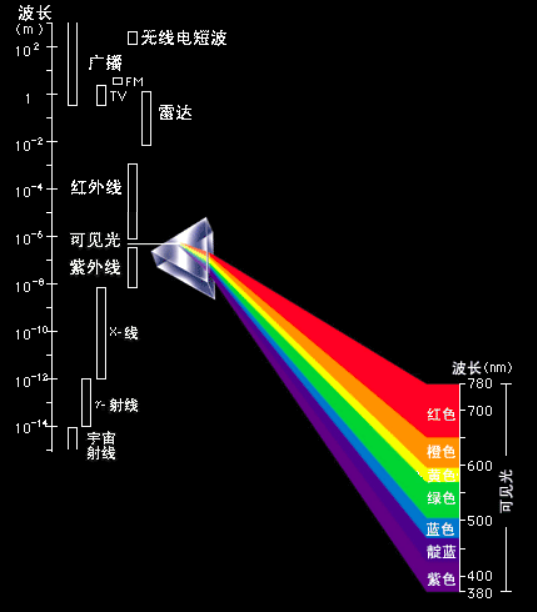 波长
(m)
10²
无线电短波
广播
FM
1
TV
雷达
10⁻²
10⁻⁴
红外线
10⁻⁶
可见光
紫外线
10⁻⁸
10⁻¹⁰
X-线
10⁻¹²
γ-射线
10⁻¹⁴
宇宙
射线
波长(nm)
780
700
红色
橙色
600
黄色
绿色
可见光
500
蓝色
靛蓝
紫色
400
380